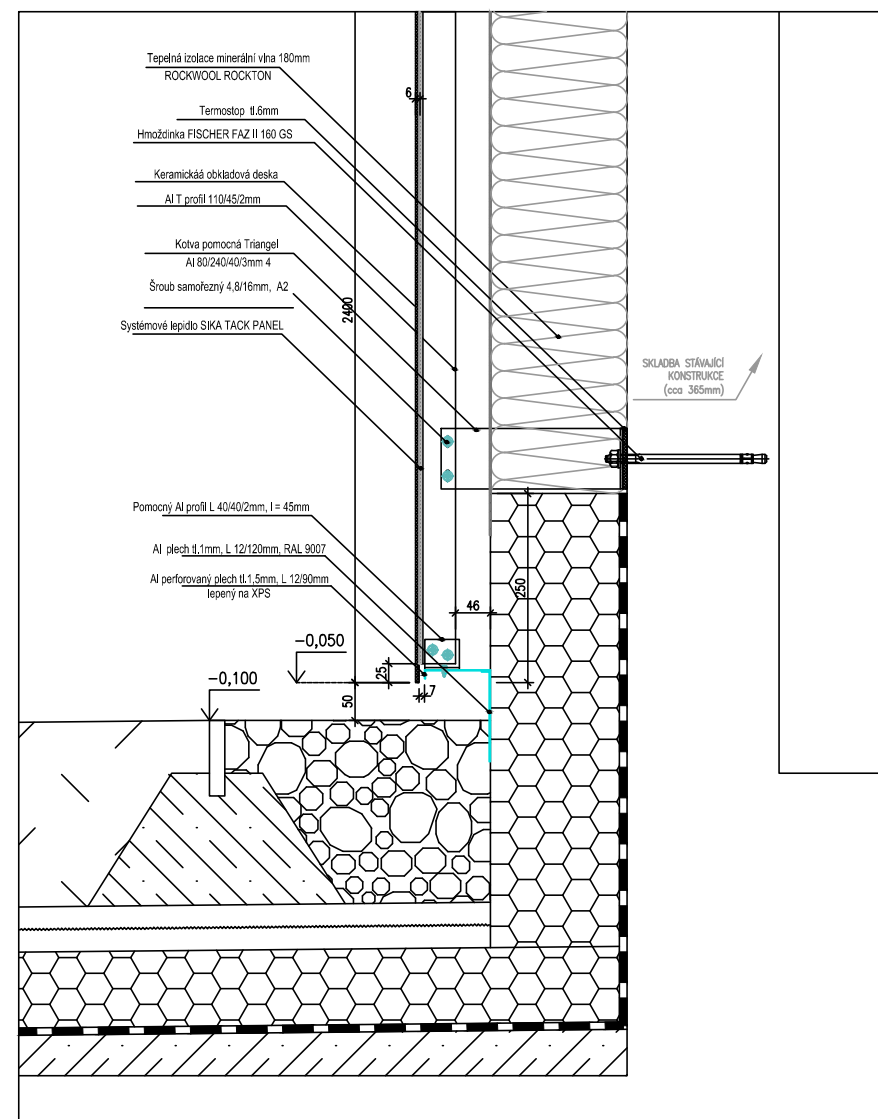 Tepelná izolace minerální vlna 180mm
ROCKWOOL ROCKTON
6
Termostop tl.6mm
Hmoždinka FISCHER FAZ II 160 GS
Keramickáá obkladová deska
Al T profil 110/45/2mm
Kotva pomocná Triangel
Al 80/240/40/3mm 4
Šroub samořezný 4,8/16mm, A2
2400
Systémové lepidlo SIKA TACK PANEL
SKLADBA STÁVAJÍCÍ
KONSTRUKCE
(cca 365mm)
Pomocný Al profil L 40/40/2mm, l = 45mm
Al plech tl.1mm, L 12/120mm, RAL 9007
Al perforovaný plech tl.1,5mm, L 12/90mm
lepený na XPS
250
46
-0,050
25
-0,100
7
50